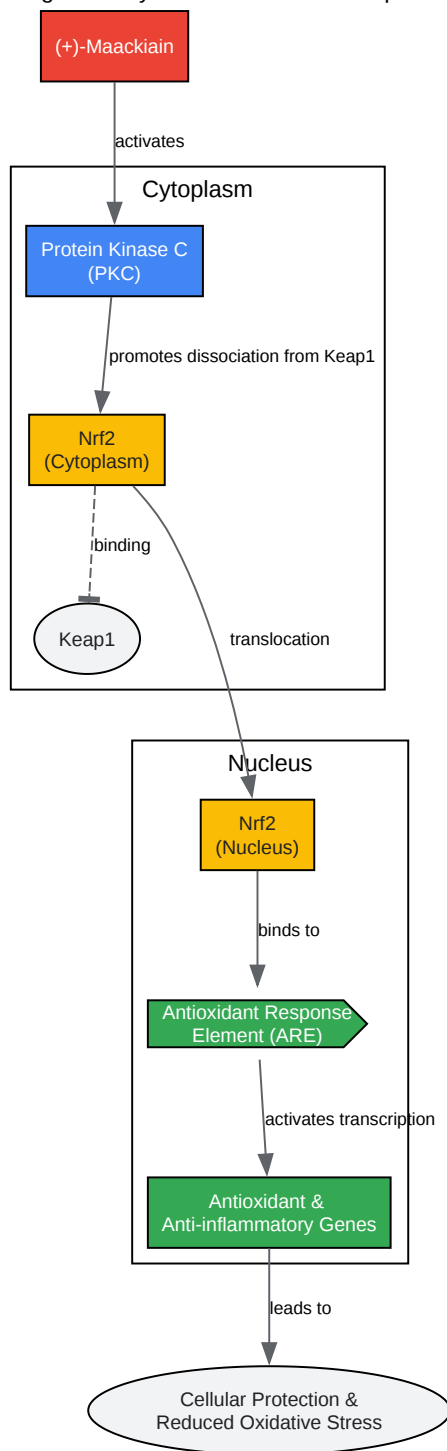 (+)-Maackiain
activates
Cytoplasm
Protein Kinase C
(PKC)
promotes dissociation from Keap1
Nrf2
(Cytoplasm)
binding
Keap1
translocation
Nucleus
Nrf2
(Nucleus)
binds to
Antioxidant Response
Element (ARE)
activates transcription
Antioxidant &
Anti-inflammatory Genes
leads to
Cellular Protection &
Reduced Oxidative Stress